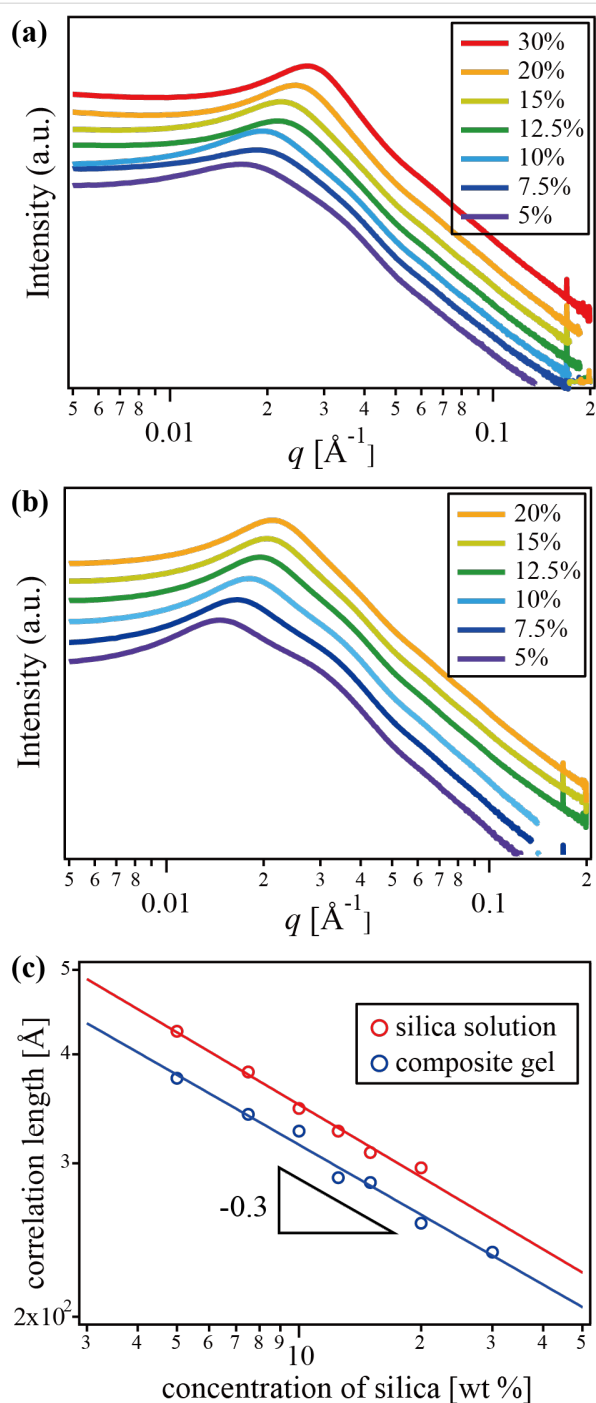 (a)
30%
20%
15%
12.5%
10%
7.5%
5%
Intensity (a.u.)
5 6 7 8 2 3 4 5 6 7 8 2
0.01 0.1
q [Å⁻¹]
(b)
20%
15%
12.5%
10%
7.5%
5%
Intensity (a.u.)
5 6 7 8 2 3 4 5 6 7 8 2
0.01 0.1
q [Å⁻¹]
(c)
5
4
3
2x10²
correlation length [Å]
silica solution
composite gel
-0.3
3 4 5 6 7 8 9 2 3 4 5
10
concentration of silica [wt %]